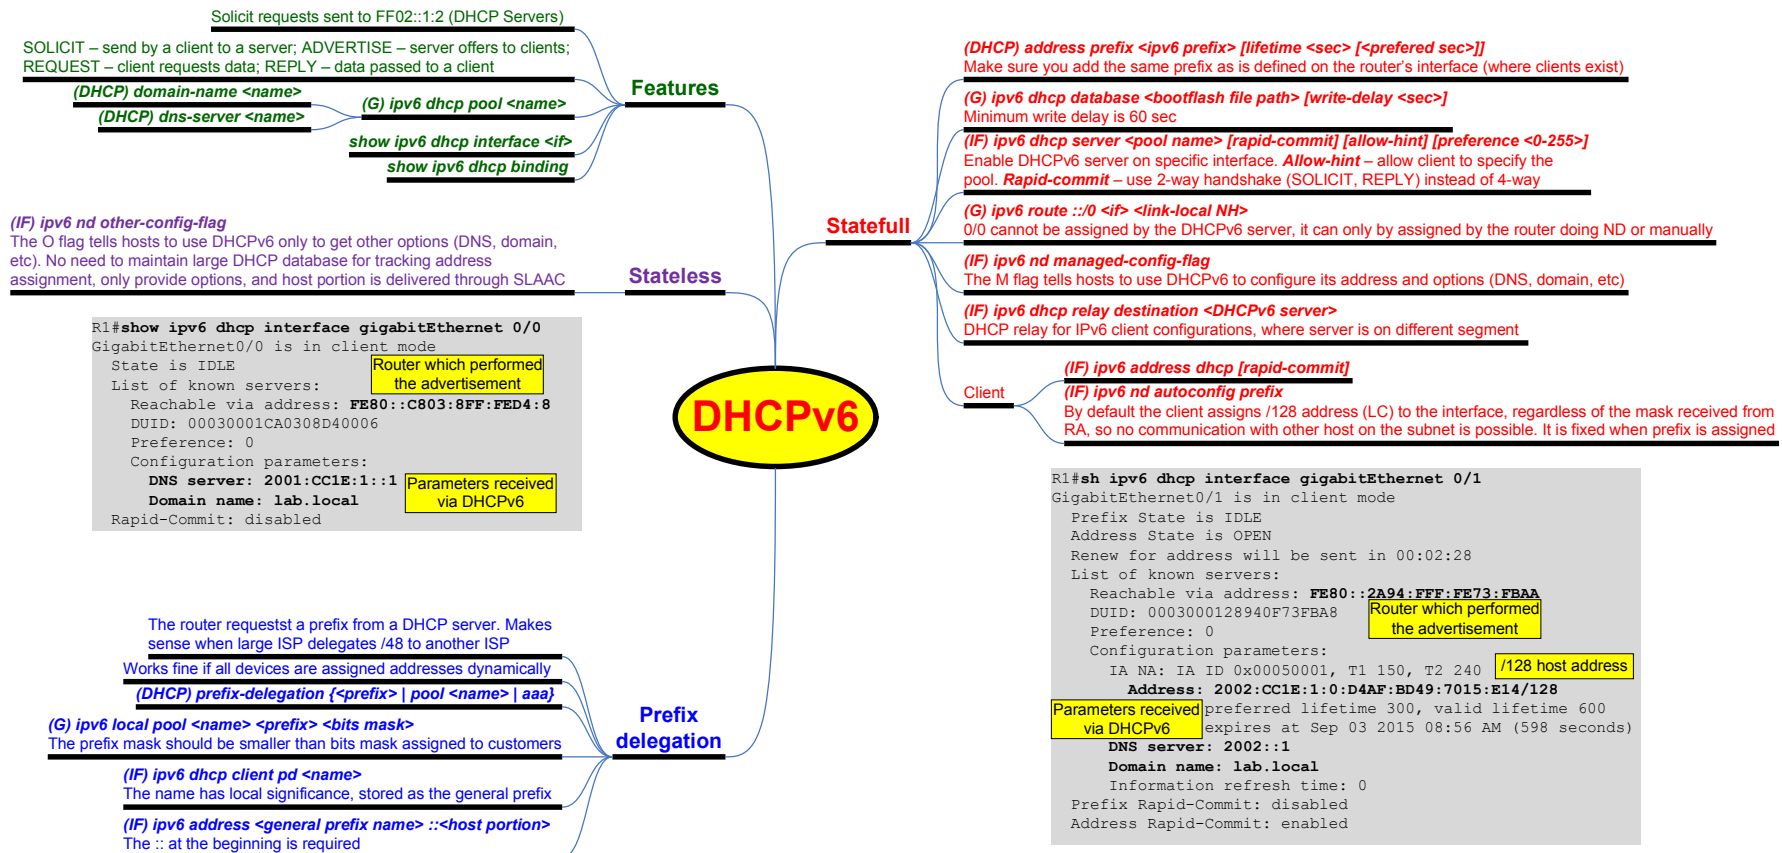 Solicit requests sent to FF02::1:2 (DHCP Servers)
SOLICIT – send by a client to a server; ADVERTISE – server offers to clients;
REQUEST – client requests data; REPLY – data passed to a client
(DHCP) domain-name <name>
(DHCP) dns-server <name>
(G) ipv6 dhcp pool <name>
show ipv6 dhcp interface <if>
show ipv6 dhcp binding
Features
(IF) ipv6 nd other-config-flag
The O flag tells hosts to use DHCPv6 only to get other options (DNS, domain,
etc). No need to maintain large DHCP database for tracking address
assignment, only provide options, and host portion is delivered through SLAAC
Stateless
R1#show ipv6 dhcp interface gigabitEthernet 0/0
GigabitEthernet0/0 is in client mode
State is IDLE
List of known servers:
Reachable via address: FE80::C803:8FF:FED4:8
DUID: 00030001CA0308D40006
Preference: 0
Configuration parameters:
DNS server: 2001:CC1E:1::1
Domain name: lab.local
Rapid-Commit: disabled
Router which performed
the advertisement
Parameters received
via DHCPv6
DHCPv6
The router requestst a prefix from a DHCP server. Makes
sense when large ISP delegates /48 to another ISP
Works fine if all devices are assigned addresses dynamically
(DHCP) prefix-delegation {<prefix> | pool <name> | aaa}
(G) ipv6 local pool <name> <prefix> <bits mask>
The prefix mask should be smaller than bits mask assigned to customers
(IF) ipv6 dhcp client pd <name>
The name has local significance, stored as the general prefix
(IF) ipv6 address <general prefix name> ::<host portion>
The :: at the beginning is required
Prefix
delegation
(DHCP) address prefix <ipv6 prefix> [lifetime <sec> [<prefered sec>]]
Make sure you add the same prefix as is defined on the router's interface (where clients exist)
(G) ipv6 dhcp database <bootflash file path> [write-delay <sec>]
Minimum write delay is 60 sec
(IF) ipv6 dhcp server <pool name> [rapid-commit] [allow-hint] [preference <0-255>]
Enable DHCPv6 server on specific interface. Allow-hint – allow client to specify the
pool. Rapid-commit – use 2-way handshake (SOLICIT, REPLY) instead of 4-way
(G) ipv6 route ::/0 <if> <link-local NH>
0/0 cannot be assigned by the DHCPv6 server, it can only by assigned by the router doing ND or manually
(IF) ipv6 nd managed-config-flag
The M flag tells hosts to use DHCPv6 to configure its address and options (DNS, domain, etc)
(IF) ipv6 dhcp relay destination <DHCPv6 server>
DHCP relay for IPv6 client configurations, where server is on different segment
Statefull
Client
(IF) ipv6 address dhcp [rapid-commit]
(IF) ipv6 nd autoconfig prefix
By default the client assigns /128 address (LC) to the interface, regardless of the mask received from
RA, so no communication with other host on the subnet is possible. It is fixed when prefix is assigned
R1#sh ipv6 dhcp interface gigabitEthernet 0/1
GigabitEthernet0/1 is in client mode
Prefix State is IDLE
Address State is OPEN
Renew for address will be sent in 00:02:28
List of known servers:
Reachable via address: FE80::2A94:FFF:FE73:FBAA
DUID: 0003000128940F73FBA8
Preference: 0
Configuration parameters:
IA NA: IA ID 0x00050001, T1 150, T2 240
Address: 2002:CC1E:1:0:D4AF:BD49:7015:E14/128
preferred lifetime 300, valid lifetime 600
expires at Sep 03 2015 08:56 AM (598 seconds)
DNS server: 2002::1
Domain name: lab.local
Information refresh time: 0
Prefix Rapid-Commit: disabled
Address Rapid-Commit: enabled
Router which performed
the advertisement
/128 host address
Parameters received
via DHCPv6